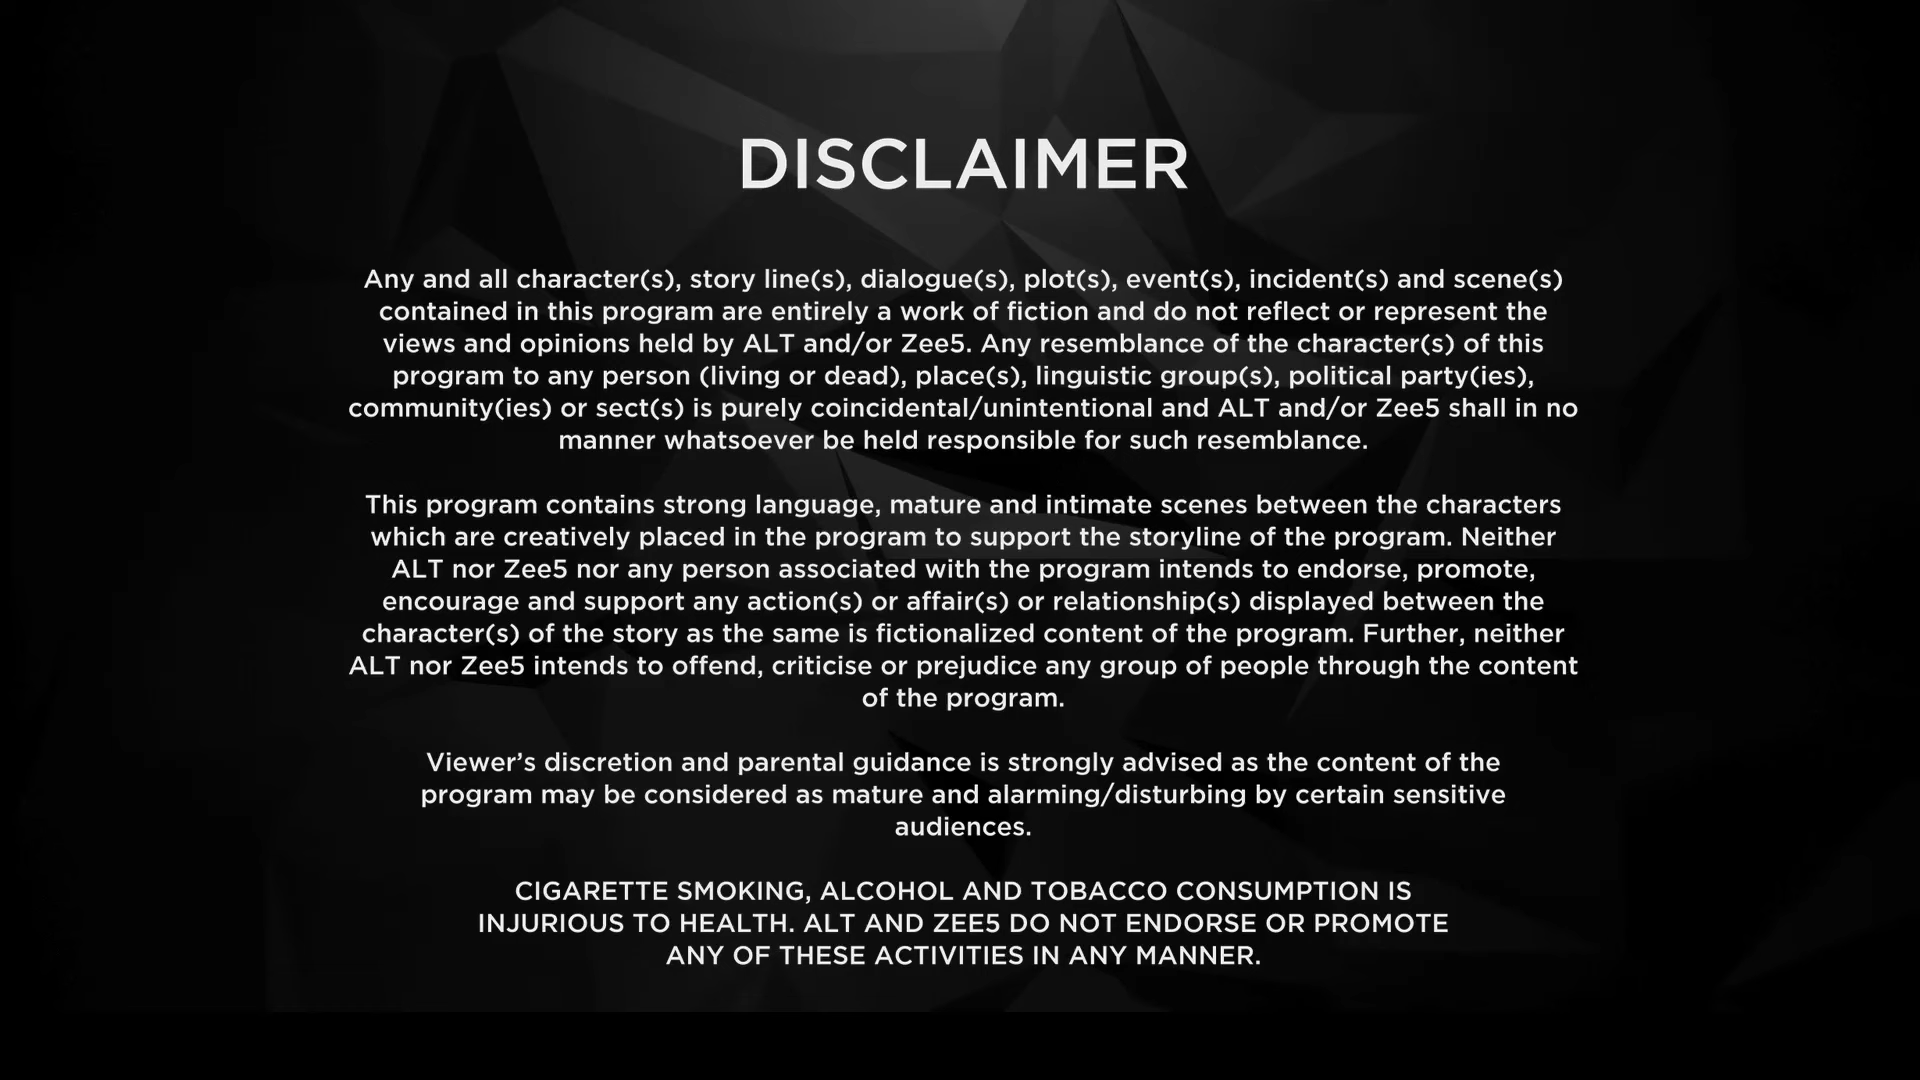 DISCLAIMER
Any and all character(s), story line(s), dialogue(s), plot(s), event(s), incident(s) and scene(s)
contained in this program are entirely a work of fiction and do not reflect or represent the
views and opinions held by ALT and/or Zee5. Any resemblance of the character(s) of this
program to any person (living or dead), place(s), linguistic group(s), political party(ies),
community(ies) or sect(s) is purely coincidental/unintentional and ALT and/or Zee5 shall in no
manner whatsoever be held responsible for such resemblance.
This program contains strong language, mature and intimate scenes between the characters
which are creatively placed in the program to support the storyline of the program. Neither
ALT nor Zee5 nor any person associated with the program intends to endorse, promote,
encourage and support any action(s) or affair(s) or relationship(s) displayed between the
character(s) of the story as the same is fictionalized content of the program. Further, neither
ALT nor Zee5 intends to offend, criticise or prejudice any group of people through the content
of the program.
Viewer’s discretion and parental guidance is strongly advised as the content of the
program may be considered as mature and alarming/disturbing by certain sensitive
audiences.
CIGARETTE SMOKING, ALCOHOL AND TOBACCO CONSUMPTION IS
INJURIOUS TO HEALTH. ALT AND ZEE5 DO NOT ENDORSE OR PROMOTE
ANY OF THESE ACTIVITIES IN ANY MANNER.